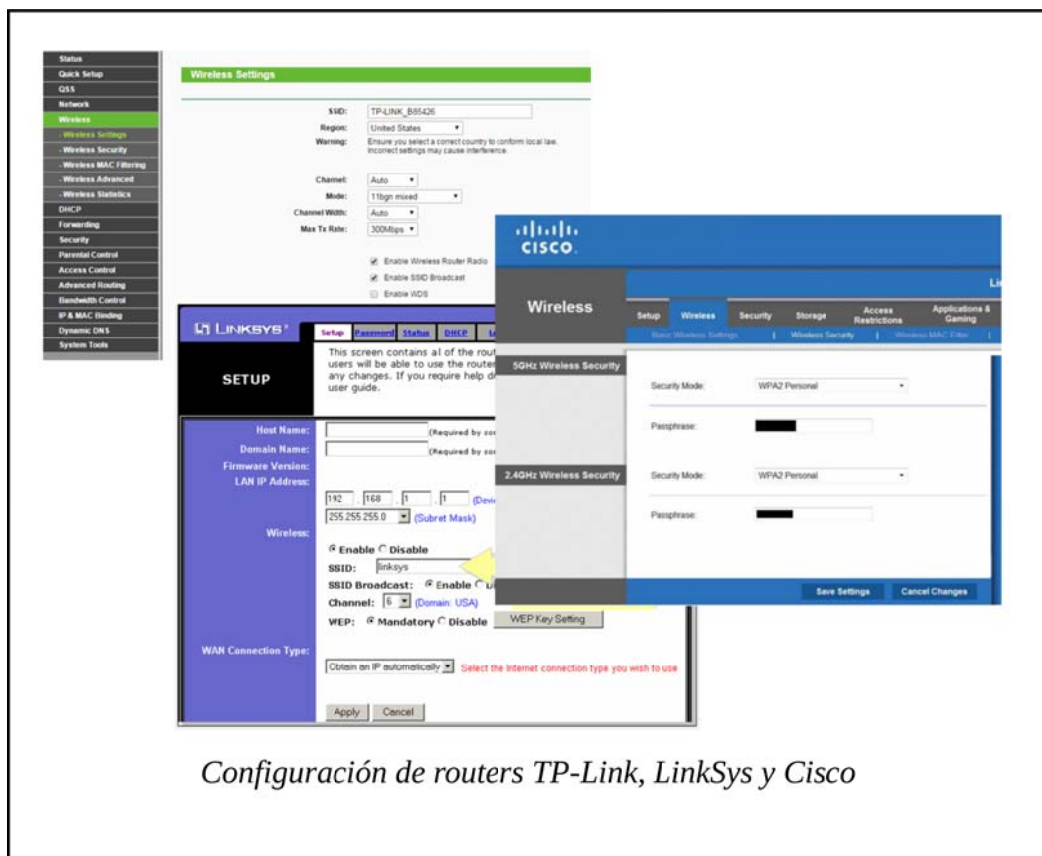 Status
Quick Setup
QSS
Network
Wireless
- Wireless Settings
- Wireless Security
- Wireless MAC Filtering
- Wireless Advanced
- Wireless Statistics
DHCP
Forwarding
Security
Parental Control
Access Control
Advanced Routing
Bandwidth Control
IP & MAC Binding
Dynamic DNS
System Tools
Wireless Settings
SSID: TP-LINK_B85426
Region: United States
Warning: Ensure you select a correct country to conform local law.
Incorrect settings may cause interference.
Channel: Auto
Mode: 11bgn mixed
Channel Width: Auto
Max Tx Rate: 300Mbps
Enable Wireless Router Radio
Enable SSID Broadcast
Enable WDS
LINKSYS®
Setup Password Status DHCP
SETUP
This screen contains al of the rout
users will be able to use the router
any changes. If you require help d
user guide.
Host Name: (Required by so
Domain Name: (Required by so
Firmware Version:
LAN IP Address:
192 . 168 . 1 . 1 (Devi
255.255.255.0 (Subret Mask)
Wireless:
Enable Disable
SSID: linksys
SSID Broadcast: Enable D
Channel: 6 (Domain: USA)
WEP: Mandatory Disable WEP Key Setting
WAN Connection Type:
Obtain an IP automatically Select the Internet connection type you wish to use
Apply Cancel
CISCO
Li
Wireless
Setup Wireless Security Storage Access Restrictions Applications & Gaming
Basic Wireless Settings | Wireless Security | Wireless MAC Filter |
5GHz Wireless Security
Security Mode: WPA2 Personal
Passphrase:
2.4GHz Wireless Security
Security Mode: WPA2 Personal
Passphrase:
Save Settings Cancel Changes
Configuración de routers TP-Link, LinkSys y Cisco